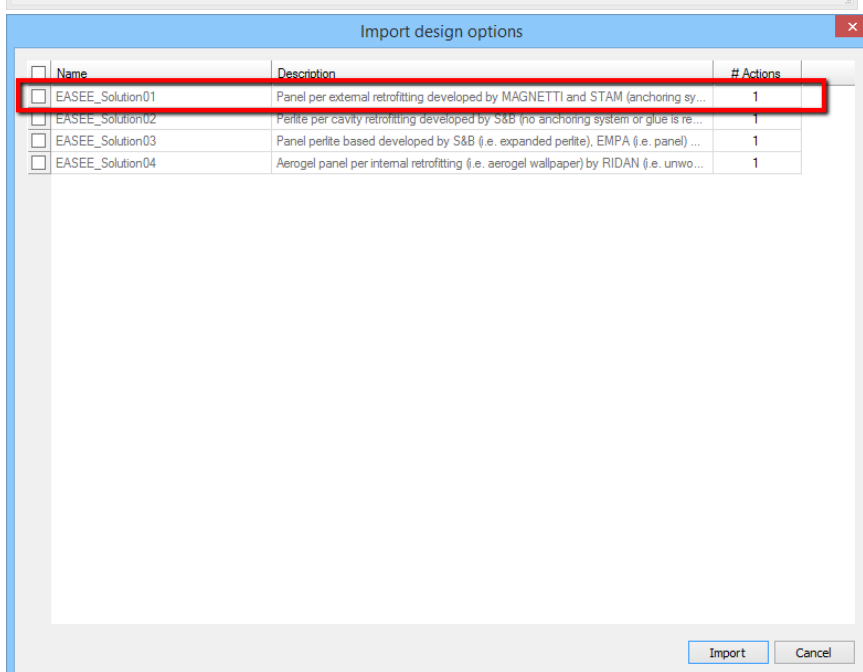 Import design options
Name Description # Actions
EASEE_Solution01 Panel per external retrofitting developed by MAGNETTI and STAM (anchoring sy... 1
EASEE_Solution02 Perlite per cavity retrofitting developed by S&B (no anchoring system or glue is re... 1
EASEE_Solution03 Panel perlite based developed by S&B (i.e. expanded perlite), EMPA (i.e. panel) ... 1
EASEE_Solution04 Aerogel panel per internal retrofitting (i.e. aerogel wallpaper) by RIDAN (i.e. unwo... 1
Import Cancel